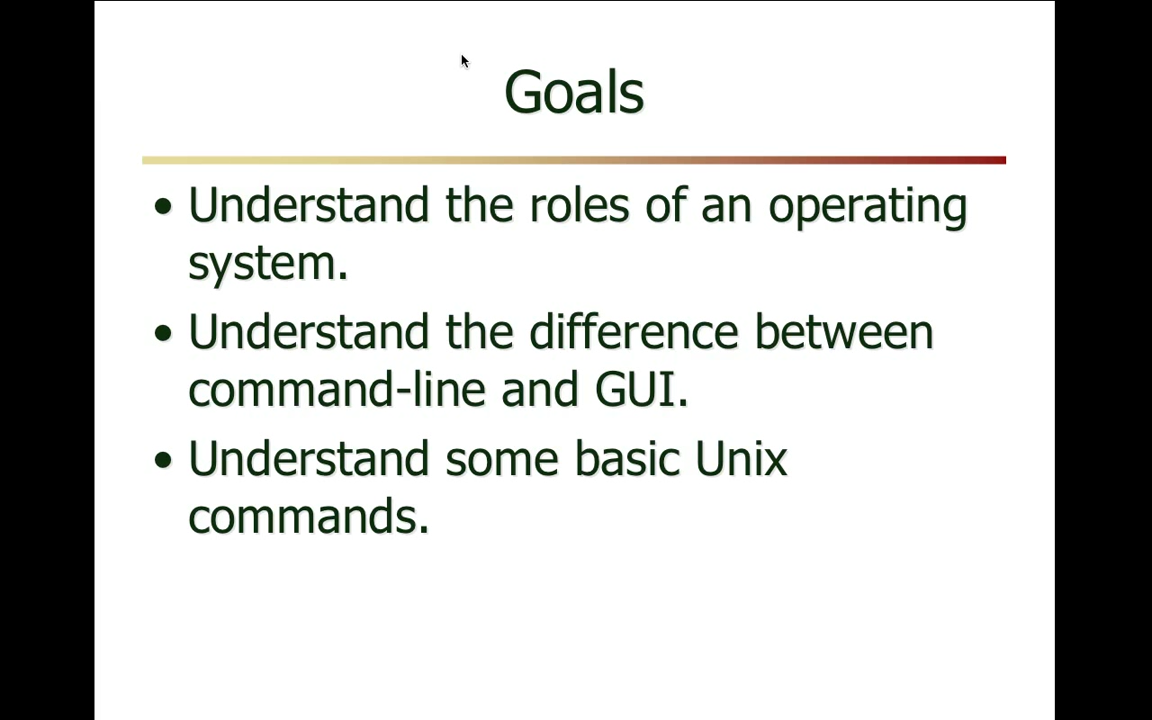 Goals
• Understand the roles of an operating
system.
• Understand the difference between
command-line and GUI.
• Understand some basic Unix
commands.